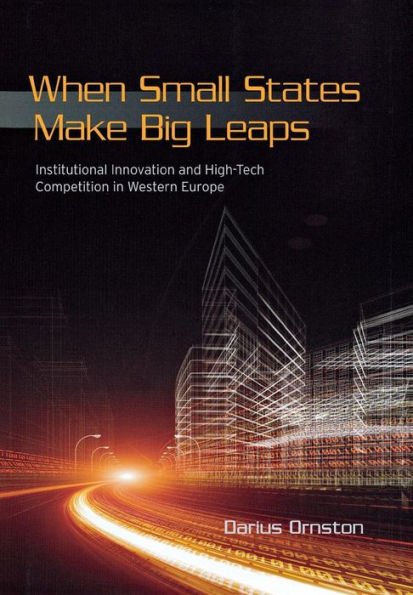 When Small States
Make Big Leaps
Institutional Innovation and High-Tech
Competition in Western Europe
Darius Ornston